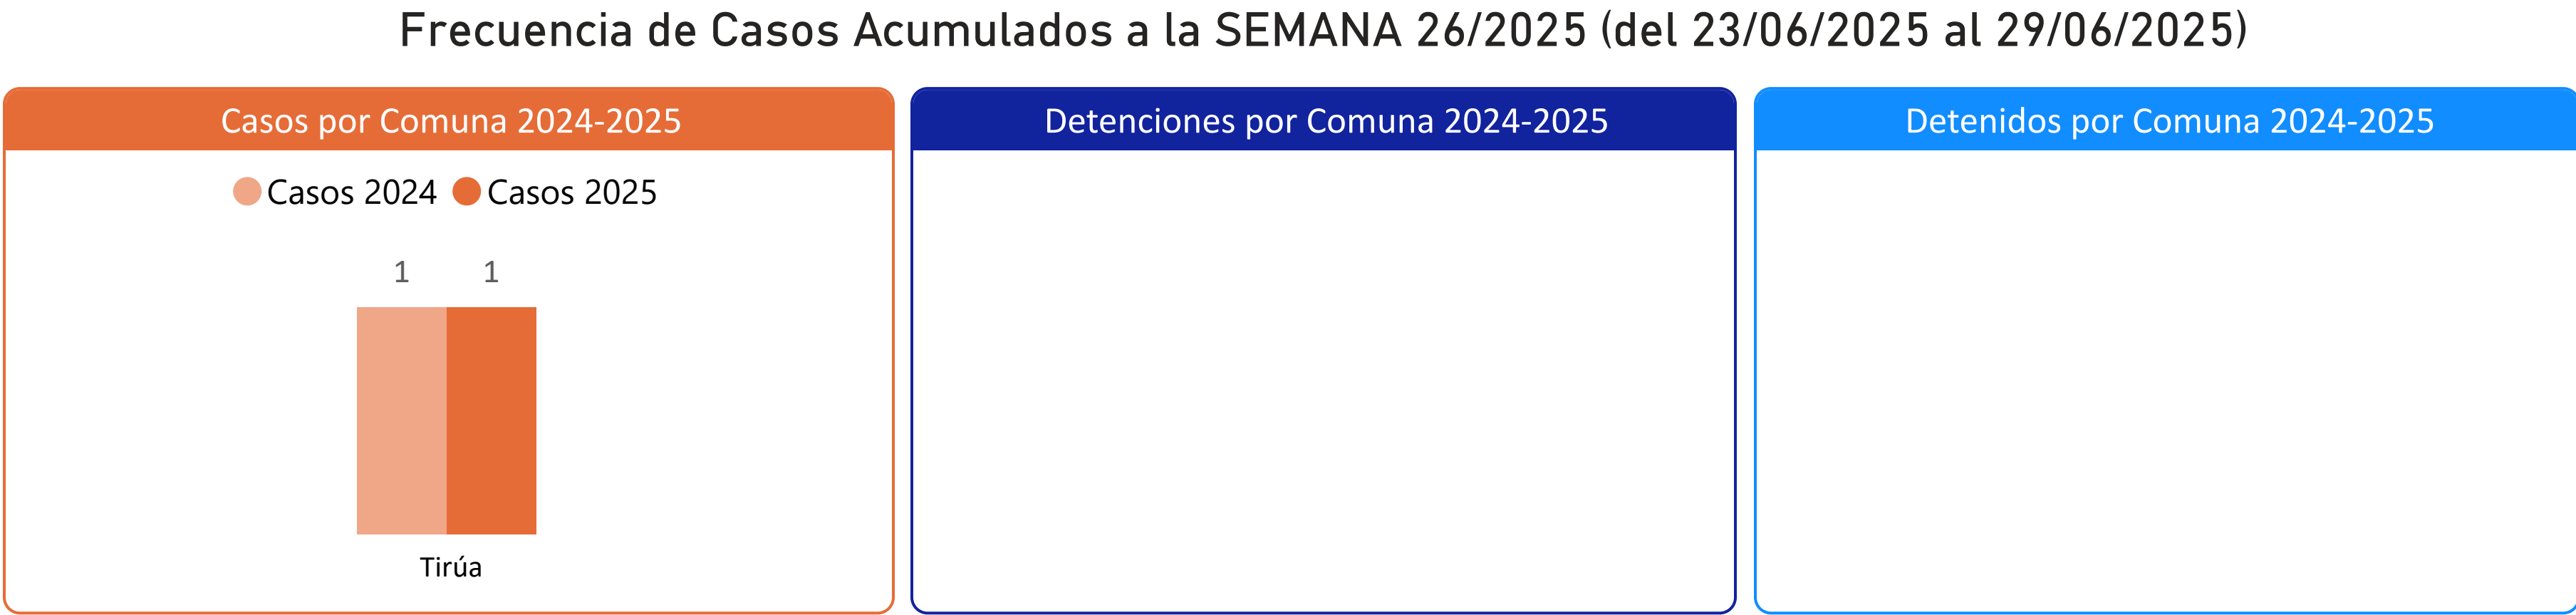 Frecuencia de Casos Acumulados a la SEMANA 26/2025 (del 23/06/2025 al 29/06/2025)
Casos por Comuna 2024-2025
Casos 2024 Casos 2025
1 1
Tirúa
Detenciones por Comuna 2024-2025
Detenidos por Comuna 2024-2025